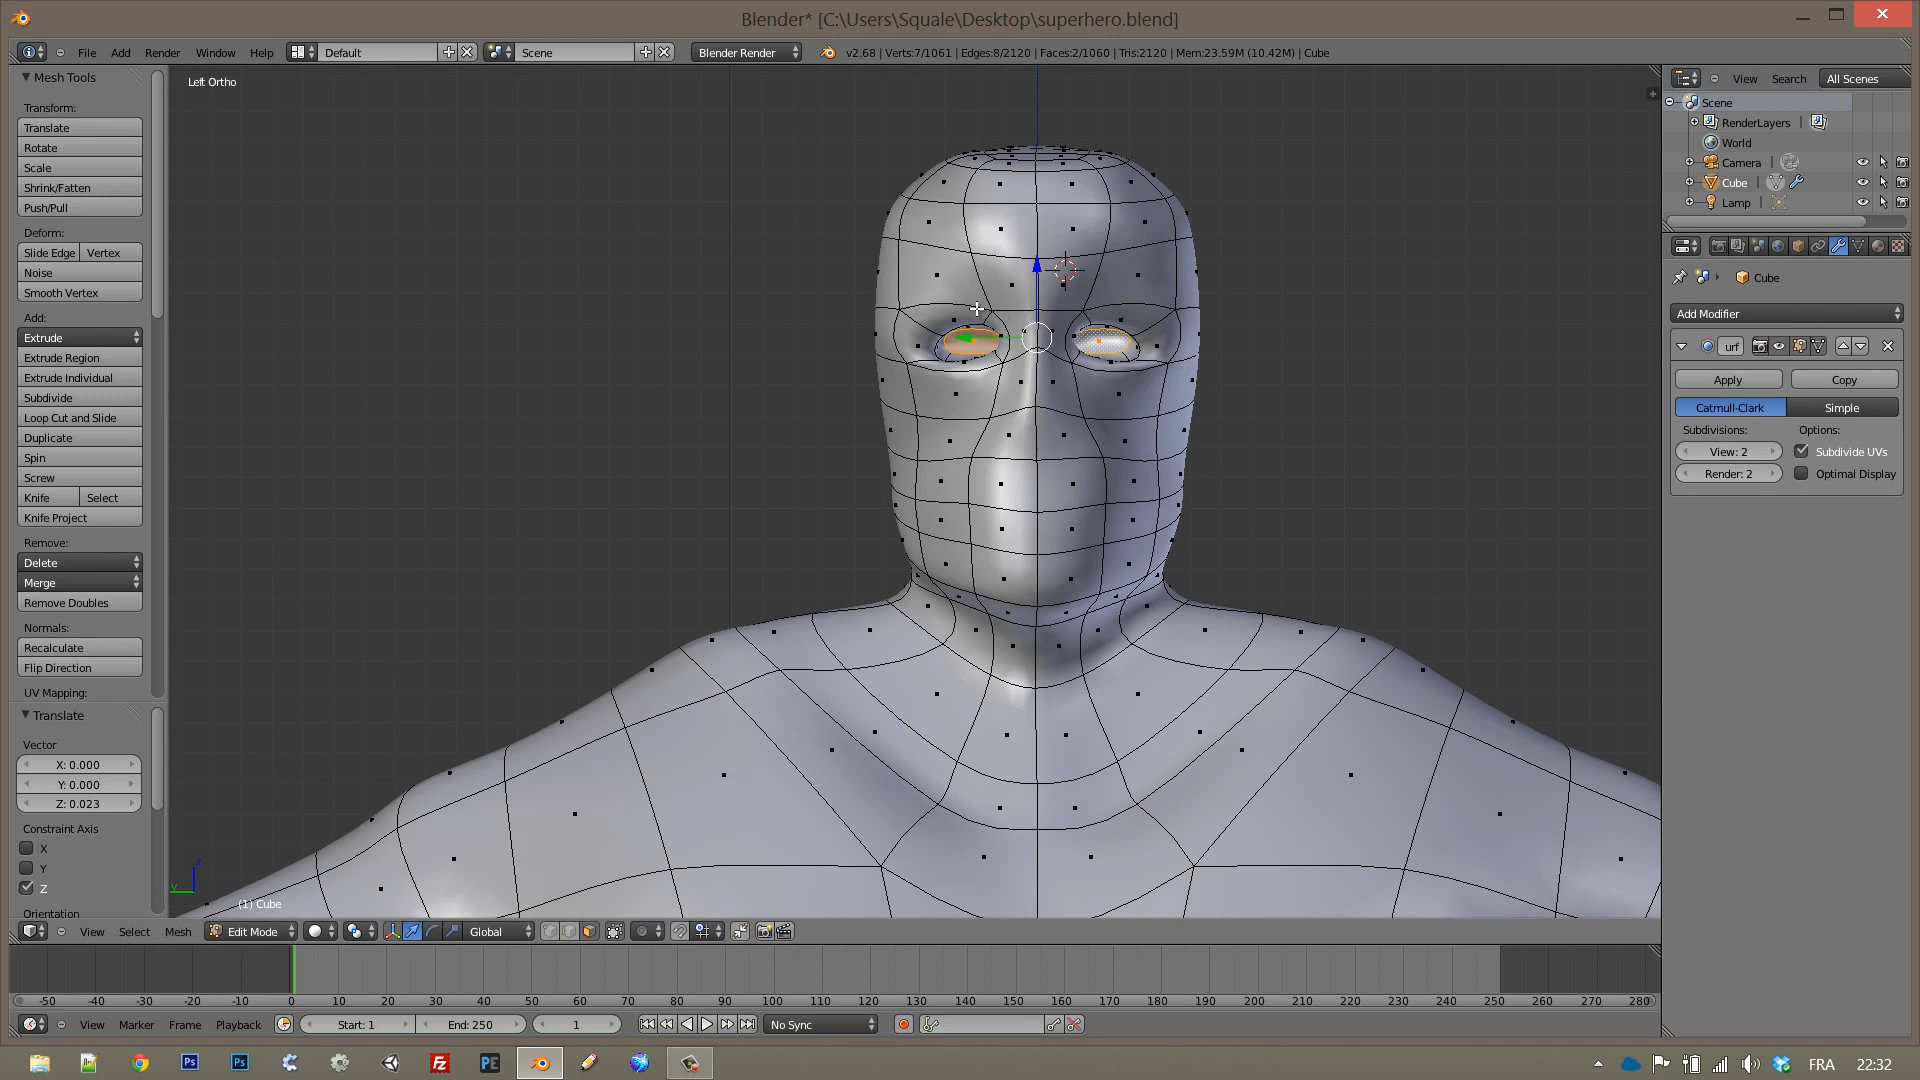 Blender* [C:\Users\Squale\Desktop\superhero.blend]
File Add Render Window Help Default Scene Blender Render v2.68 | Verts:7/1061 | Edges:8/2120 | Faces:2/1060 | Tris:2120 | Mem:23.59M (10.42M) | Cube
Mesh Tools
Transform:
Translate
Rotate
Scale
Shrink/Fatten
Push/Pull
Deform:
Slide Edge Vertex
Noise
Smooth Vertex
Add:
Extrude
Extrude Region
Extrude Individual
Subdivide
Loop Cut and Slide
Duplicate
Spin
Screw
Knife Select
Knife Project
Remove:
Delete
Merge
Remove Doubles
Normals:
Recalculate
Flip Direction
UV Mapping:
Translate
Vector
X: 0.000
Y: 0.000
Z: 0.023
Constraint Axis
X
Y
Z
Orientation
Left Ortho
z
y
(1) Cube
View Search All Scenes
Scene
RenderLayers |
World
Camera |
Cube |
Lamp |
Cube
Add Modifier
urf
Apply Copy
Catmull-Clark Simple
Subdivisions: Options:
View: 2 Subdivide UVs
Render: 2 Optimal Display
View Select Mesh Edit Mode Global
-50 -40 -30 -20 -10 0 10 20 30 40 50 60 70 80 90 100 110 120 130 140 150 160 170 180 190 200 210 220 230 240 250 260 270 280
View Marker Frame Playback Start: 1 End: 250 1 No Sync
Ps Ps Fz PE FRA 22:32